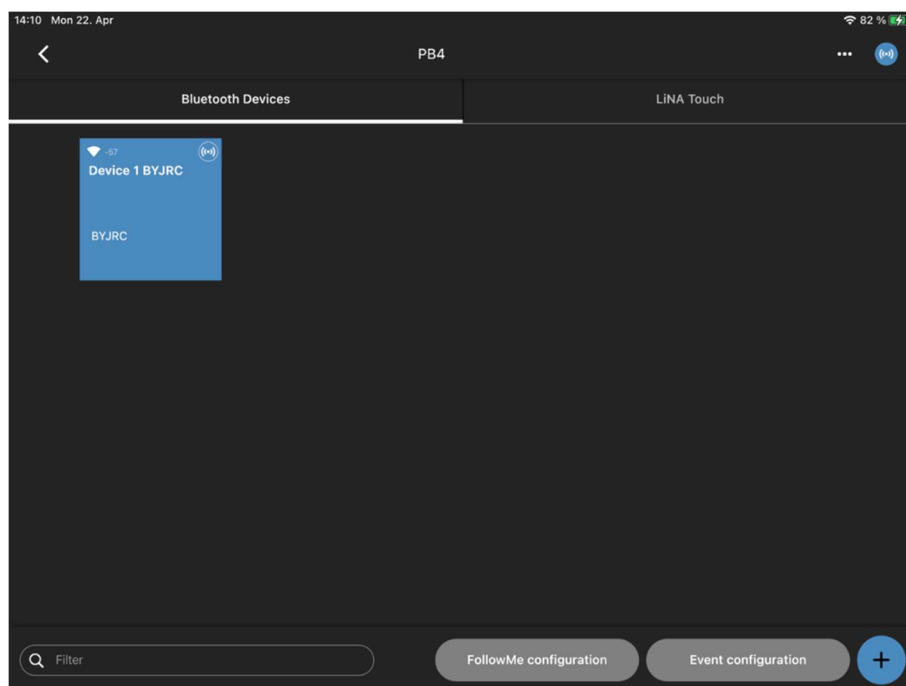 14:10 Mon 22. Apr 82 %
PB4
Bluetooth Devices LiNA Touch
-57
Device 1 BYJRC
BYJRC
Filter FollowMe configuration Event configuration